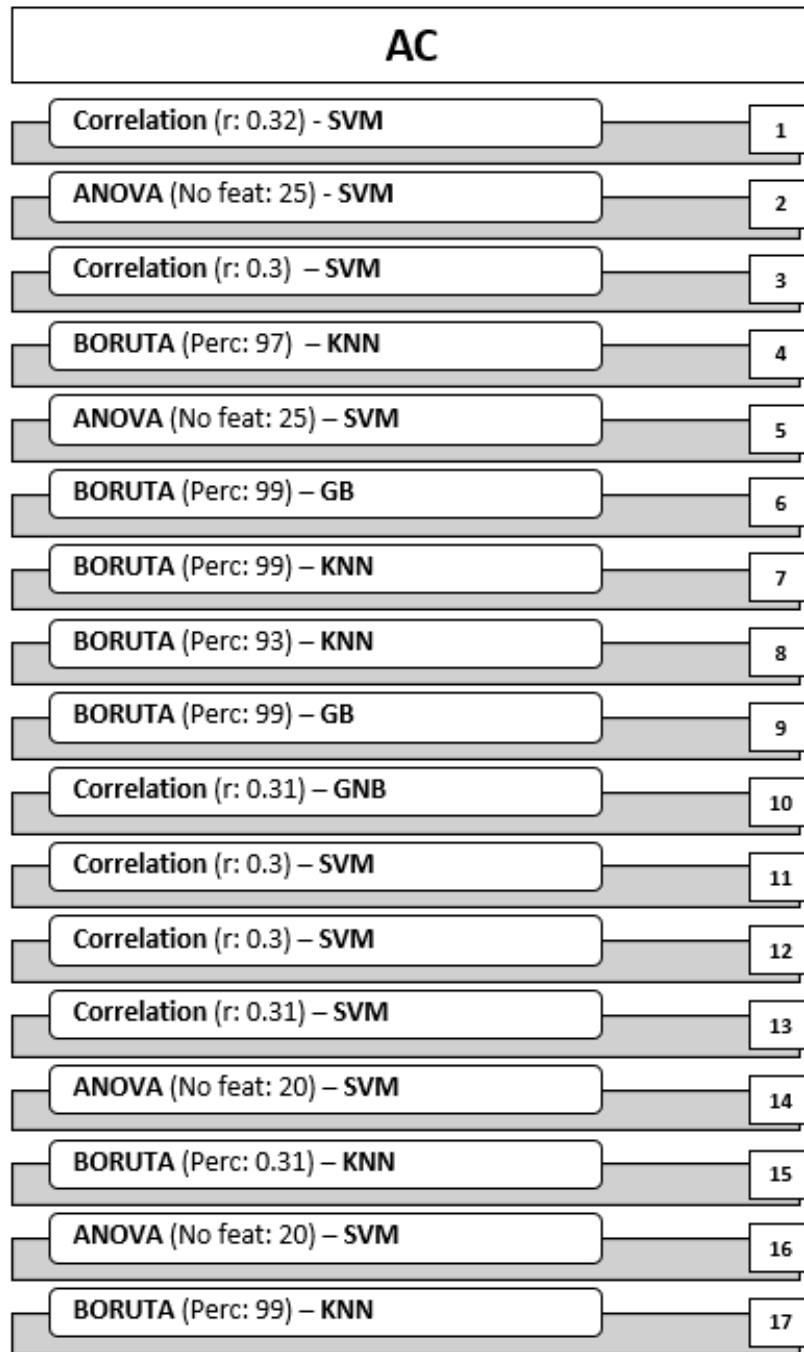 AC
Correlation (r: 0.32) - SVM
1
ANOVA (No feat: 25) - SVM
2
Correlation (r: 0.3) – SVM
3
BORUTA (Perc: 97) – KNN
4
ANOVA (No feat: 25) – SVM
5
BORUTA (Perc: 99) – GB
6
BORUTA (Perc: 99) – KNN
7
BORUTA (Perc: 93) – KNN
8
BORUTA (Perc: 99) – GB
9
Correlation (r: 0.31) – GNB
10
Correlation (r: 0.3) – SVM
11
Correlation (r: 0.3) – SVM
12
Correlation (r: 0.31) – SVM
13
ANOVA (No feat: 20) – SVM
14
BORUTA (Perc: 0.31) – KNN
15
ANOVA (No feat: 20) – SVM
16
BORUTA (Perc: 99) – KNN
17